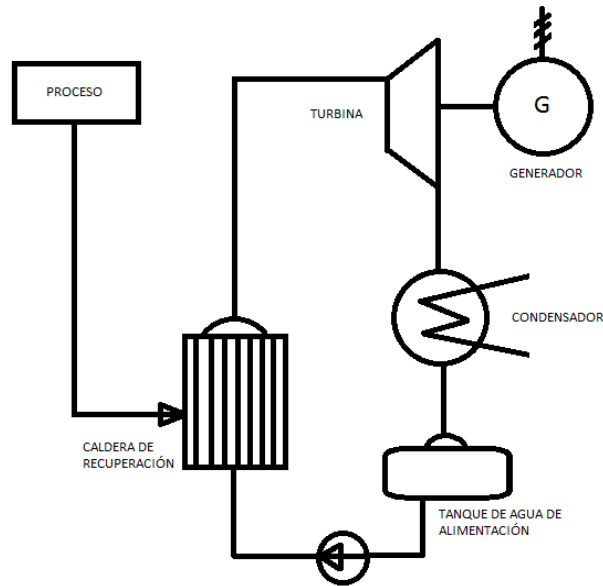 PROCESO
TURBINA
G
GENERADOR
CONDENSADOR
CALDERA DE
RECUPERACIÓN
TANQUE DE AGUA DE
ALIMENTACIÓN